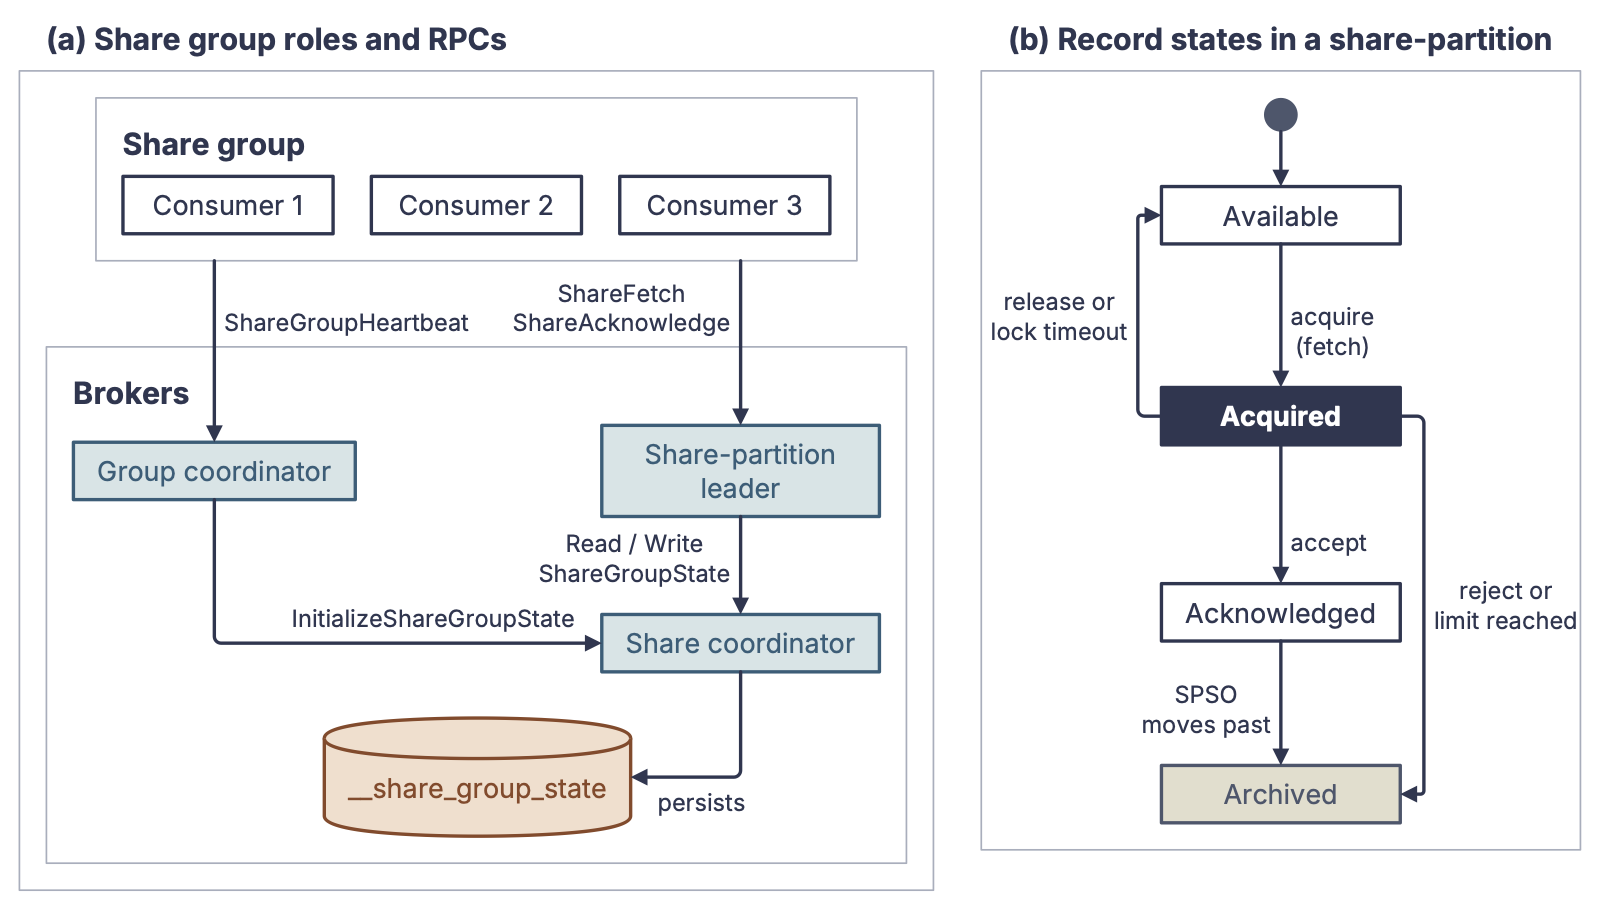 (a) Share group roles and RPCs
Share group
Consumer 1
Consumer 2
Consumer 3
ShareGroupHeartbeat
ShareFetch
ShareAcknowledge
Brokers
Group coordinator
Share-partition
leader
Read / Write
ShareGroupState
InitializeShareGroupState
Share coordinator
__share_group_state
persists
(b) Record states in a share-partition
Available
release or
lock timeout
acquire
(fetch)
Acquired
accept
reject or
limit reached
Acknowledged
SPSO
moves past
Archived